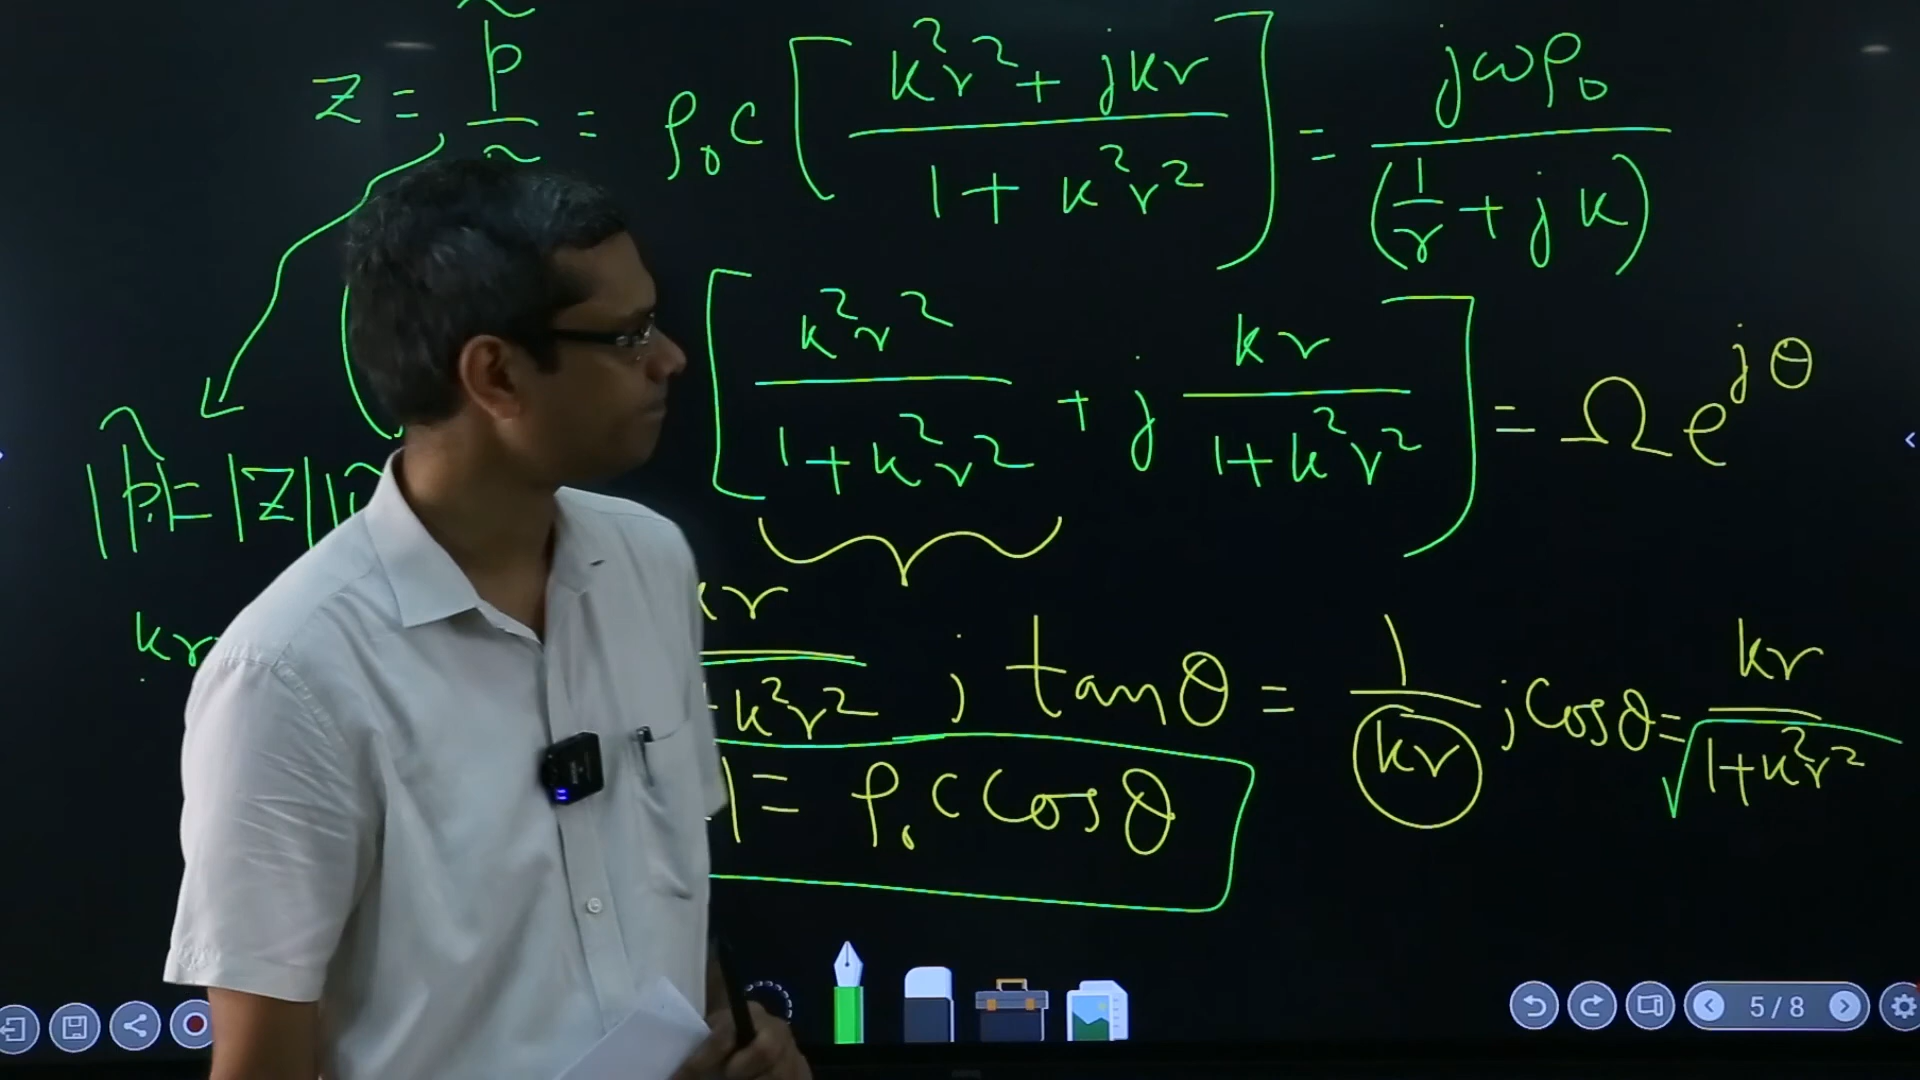 z = p̃ / ~ = ρ₀c [ (k²r² + jkr) / (1 + k²r²) ] = jωρ₀ / (1/r + jk)
[ k²r² / (1 + k²r²) + j kr / (1 + k²r²) ] = Ω e^{jθ}
|p̂| = |z|
kr
kr / k²r² ; tanθ = 1 / kr ; cosθ = kr / √(1 + k²r²)
| = ρ₀c cosθ
5 / 8